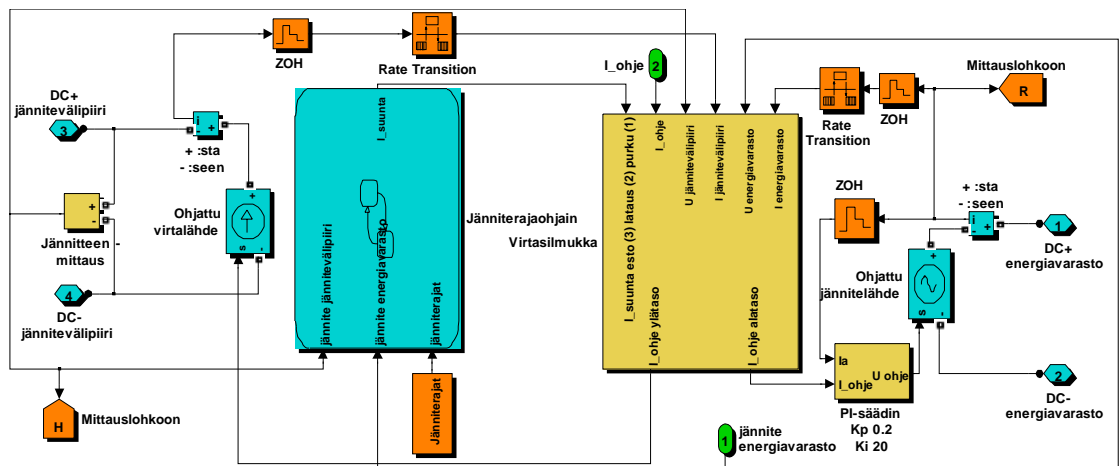 ZOH
Rate Transition
DC+
jännitevälipiiri
3
i
-
+
+ :sta
- :seen
+
-
Jännitteen -
mittaus
Ohjattu
virtalähde
+
s
-
4
DC-
jännitevälipiiri
H
Mittauslohkoon
I_suunta
jännite jännitevälipiiri
jännite energiavarasto
jänniterajat
Jänniterajaohjain
Jänniterajat
I_ohje
2
Virtasilmukka
I_suunta esto (3) lataus (2) purku (1)
I_ohje
U jännitevälipiiri
I jännitevälipiiri
U energiavarasto
I energiavarasto
I_ohje ylätaso
I_ohje alataso
Rate
Transition
ZOH
Mittauslohkoon
R
ZOH
+ :sta
- :seen
i
-
+
1
DC+
energiavarasto
Ohjattu
jännitelähde
+
s
-
Ia
I_ohje
U ohje
PI-säädin
Kp 0.2
Ki 20
2
DC-
energiavarasto
1
jännite
energiavarasto